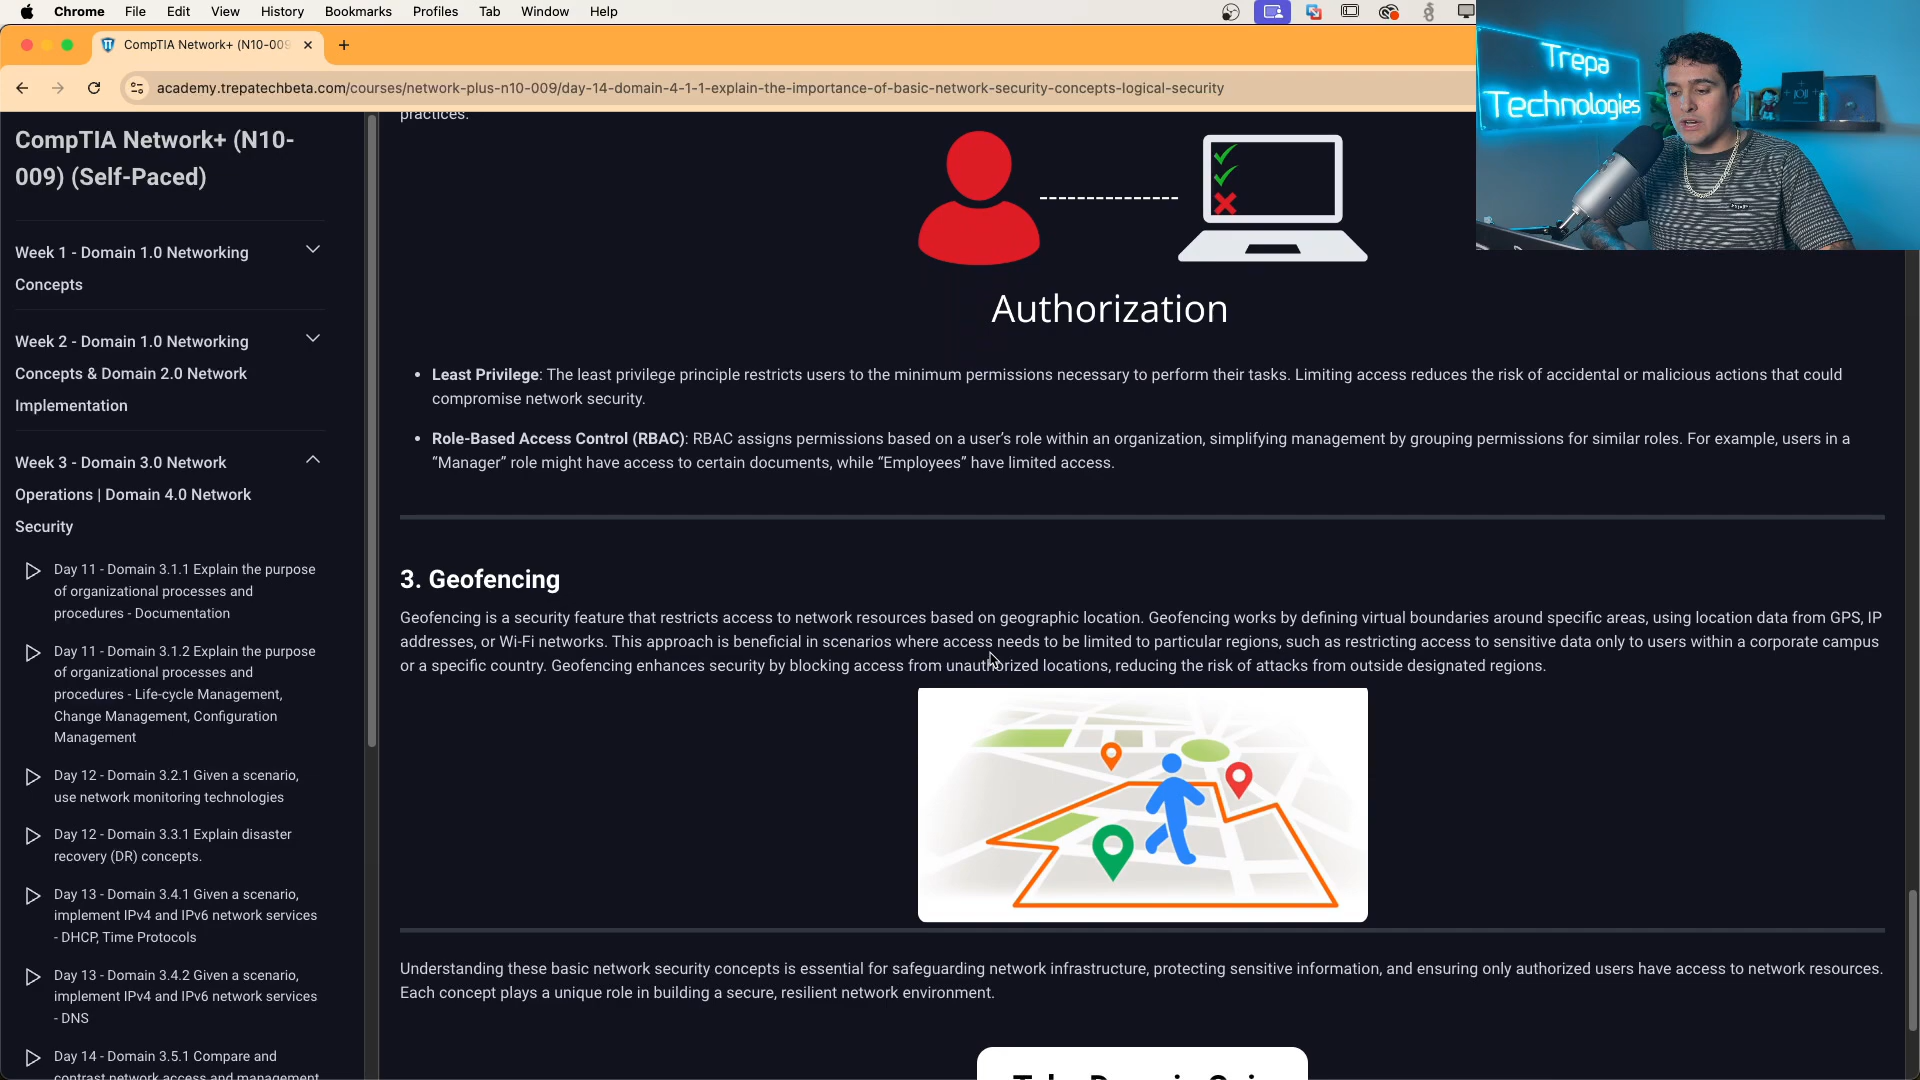 Chrome File Edit View History Bookmarks Profiles Tab Window Help
CompTIA Network+ (N10-009
academy.trepatechbeta.com/courses/network-plus-n10-009/day-14-domain-4-1-1-explain-the-importance-of-basic-network-security-concepts-logical-security
Trepa
Technologies
CompTIA Network+ (N10-
009) (Self-Paced)
Week 1 - Domain 1.0 Networking
Concepts
Week 2 - Domain 1.0 Networking
Concepts & Domain 2.0 Network
Implementation
Week 3 - Domain 3.0 Network
Operations | Domain 4.0 Network
Security
Day 11 - Domain 3.1.1 Explain the purpose
of organizational processes and
procedures - Documentation
Day 11 - Domain 3.1.2 Explain the purpose
of organizational processes and
procedures - Life-cycle Management,
Change Management, Configuration
Management
Day 12 - Domain 3.2.1 Given a scenario,
use network monitoring technologies
Day 12 - Domain 3.3.1 Explain disaster
recovery (DR) concepts.
Day 13 - Domain 3.4.1 Given a scenario,
implement IPv4 and IPv6 network services
- DHCP, Time Protocols
Day 13 - Domain 3.4.2 Given a scenario,
implement IPv4 and IPv6 network services
- DNS
Day 14 - Domain 3.5.1 Compare and
contrast network access and management
practices.
Authorization
• Least Privilege: The least privilege principle restricts users to the minimum permissions necessary to perform their tasks. Limiting access reduces the risk of accidental or malicious actions that could
compromise network security.
• Role-Based Access Control (RBAC): RBAC assigns permissions based on a user’s role within an organization, simplifying management by grouping permissions for similar roles. For example, users in a
“Manager” role might have access to certain documents, while “Employees” have limited access.
3. Geofencing
Geofencing is a security feature that restricts access to network resources based on geographic location. Geofencing works by defining virtual boundaries around specific areas, using location data from GPS, IP
addresses, or Wi-Fi networks. This approach is beneficial in scenarios where access needs to be limited to particular regions, such as restricting access to sensitive data only to users within a corporate campus
or a specific country. Geofencing enhances security by blocking access from unauthorized locations, reducing the risk of attacks from outside designated regions.
Understanding these basic network security concepts is essential for safeguarding network infrastructure, protecting sensitive information, and ensuring only authorized users have access to network resources.
Each concept plays a unique role in building a secure, resilient network environment.